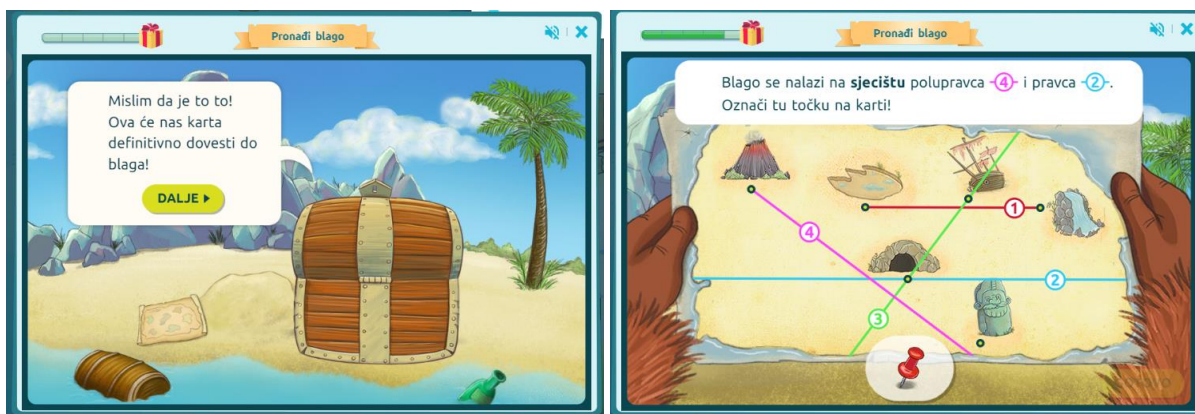 Pronađi blago
Mislim da je to to!
Ova će nas karta
definitivno dovesti do
blaga!
DALJE
Pronađi blago
Blago se nalazi na sjecištu polupravca 4 i pravca 2.
Označi tu točku na karti!
4
1
2
3